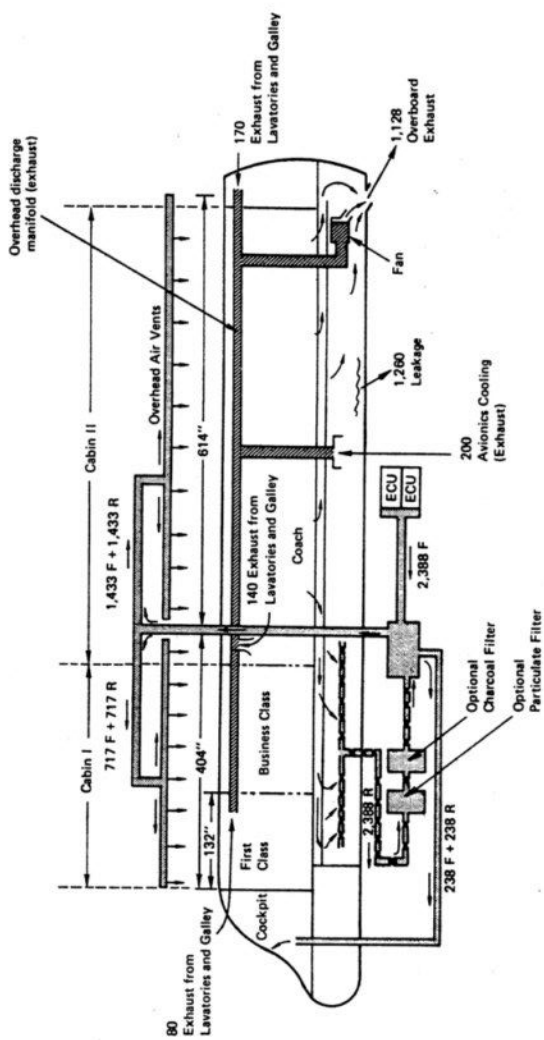 Overhead discharge
manifold (exhaust)
Cabin I
Cabin II
717 F + 717 R
1,433 F + 1,433 R
Overhead Air Vents
404"
614"
132"
80
Exhaust from
Lavatories and Galley
170
Exhaust from
Lavatories and Galley
140 Exhaust from
Lavatories and Galley
Cockpit
First
Class
Business Class
Coach
1,128
Overboard
Exhaust
Fan
1,260
Leakage
200
Avionics Cooling
(Exhaust)
2,388 R
2,388 F
ECU
ECU
238 F + 238 R
Optional
Charcoal Filter
Optional
Particulate Filter